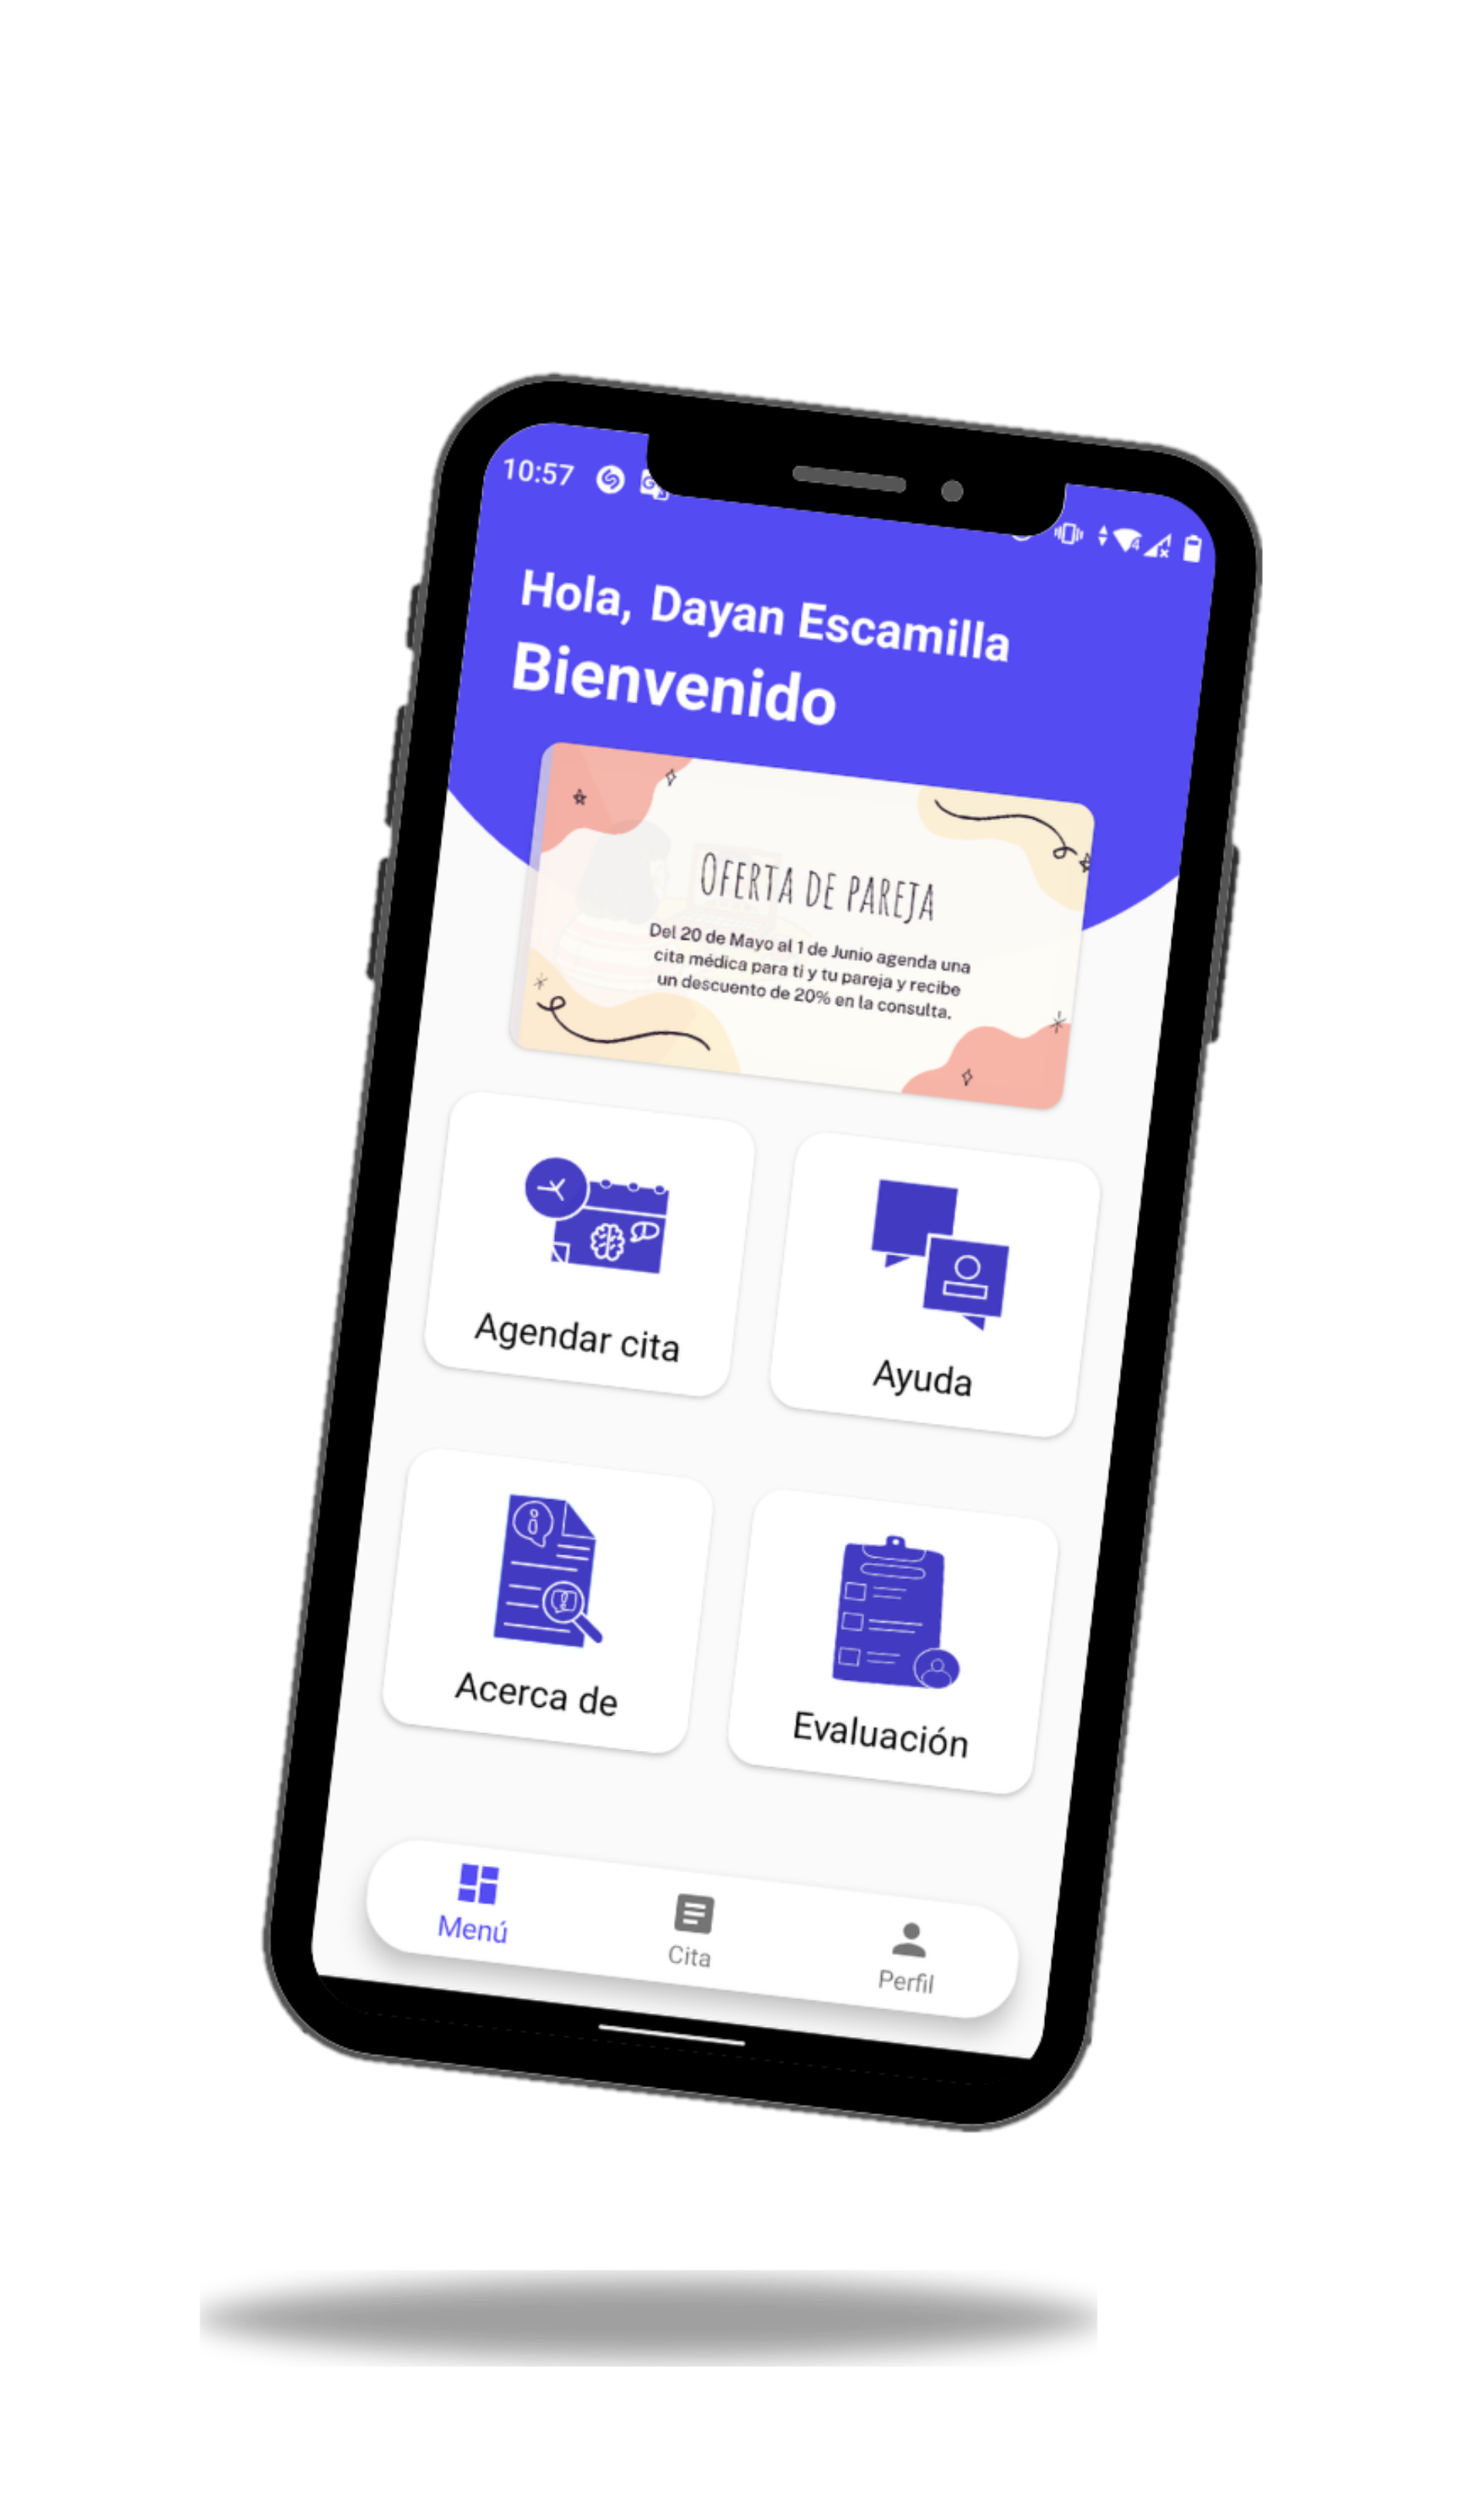 10:57
Hola, Dayan Escamilla
Bienvenido
OFERTA DE PAREJA
Del 20 de Mayo al 1 de Junio agenda una
cita médica para ti y tu pareja y recibe
un descuento de 20% en la consulta.
Agendar cita
Ayuda
Acerca de
Evaluación
Menú
Cita
Perfil